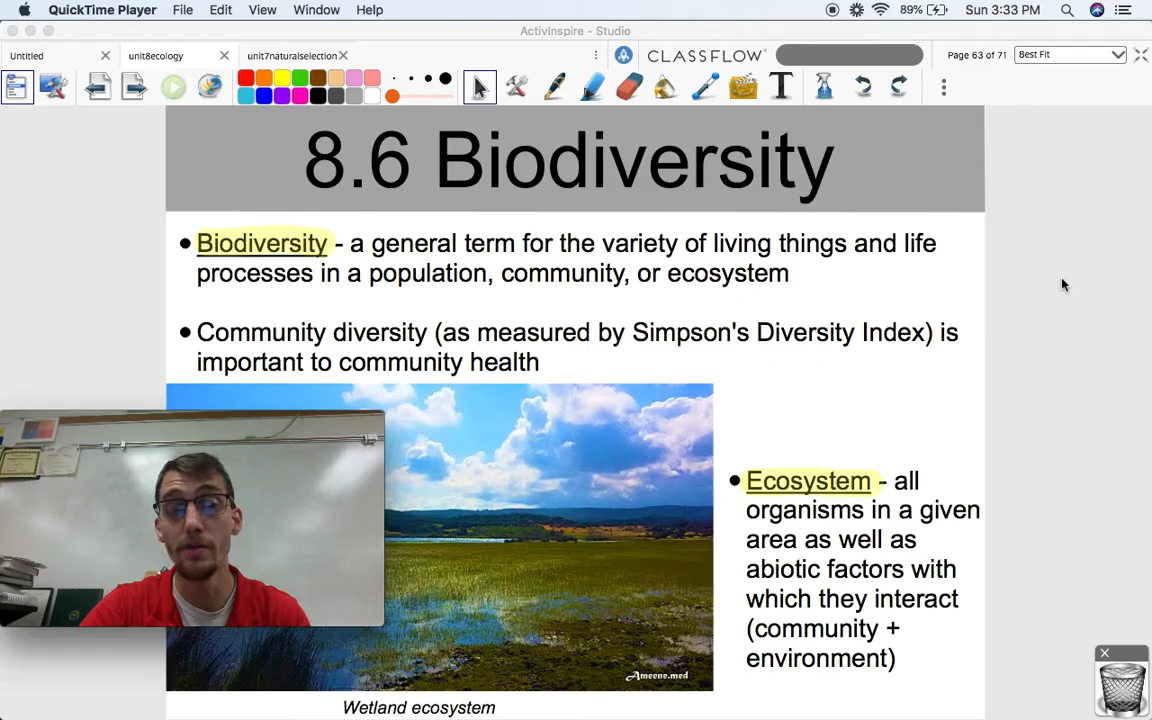 QuickTime Player File Edit View Window Help 89% Sun 3:33 PM
ActivInspire - Studio
Untitled unit8ecology unit7naturalselection CLASSFLOW Page 63 of 71 Best Fit
8.6 Biodiversity
• Biodiversity - a general term for the variety of living things and life
processes in a population, community, or ecosystem
• Community diversity (as measured by Simpson's Diversity Index) is
important to community health
• Ecosystem - all
organisms in a given
area as well as
abiotic factors with
which they interact
(community +
environment)
Ameene.med
Wetland ecosystem